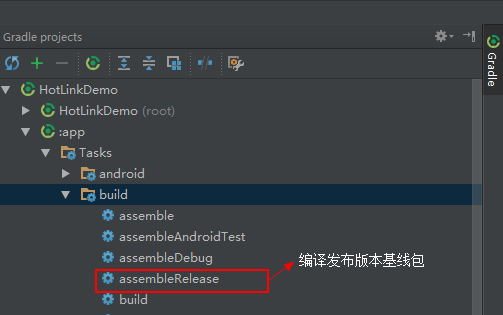 Gradle projects
HotLinkDemo
HotLinkDemo (root)
:app
Tasks
android
build
assemble
assembleAndroidTest
assembleDebug
assembleRelease
编译发布版本基线包
build
Gradle